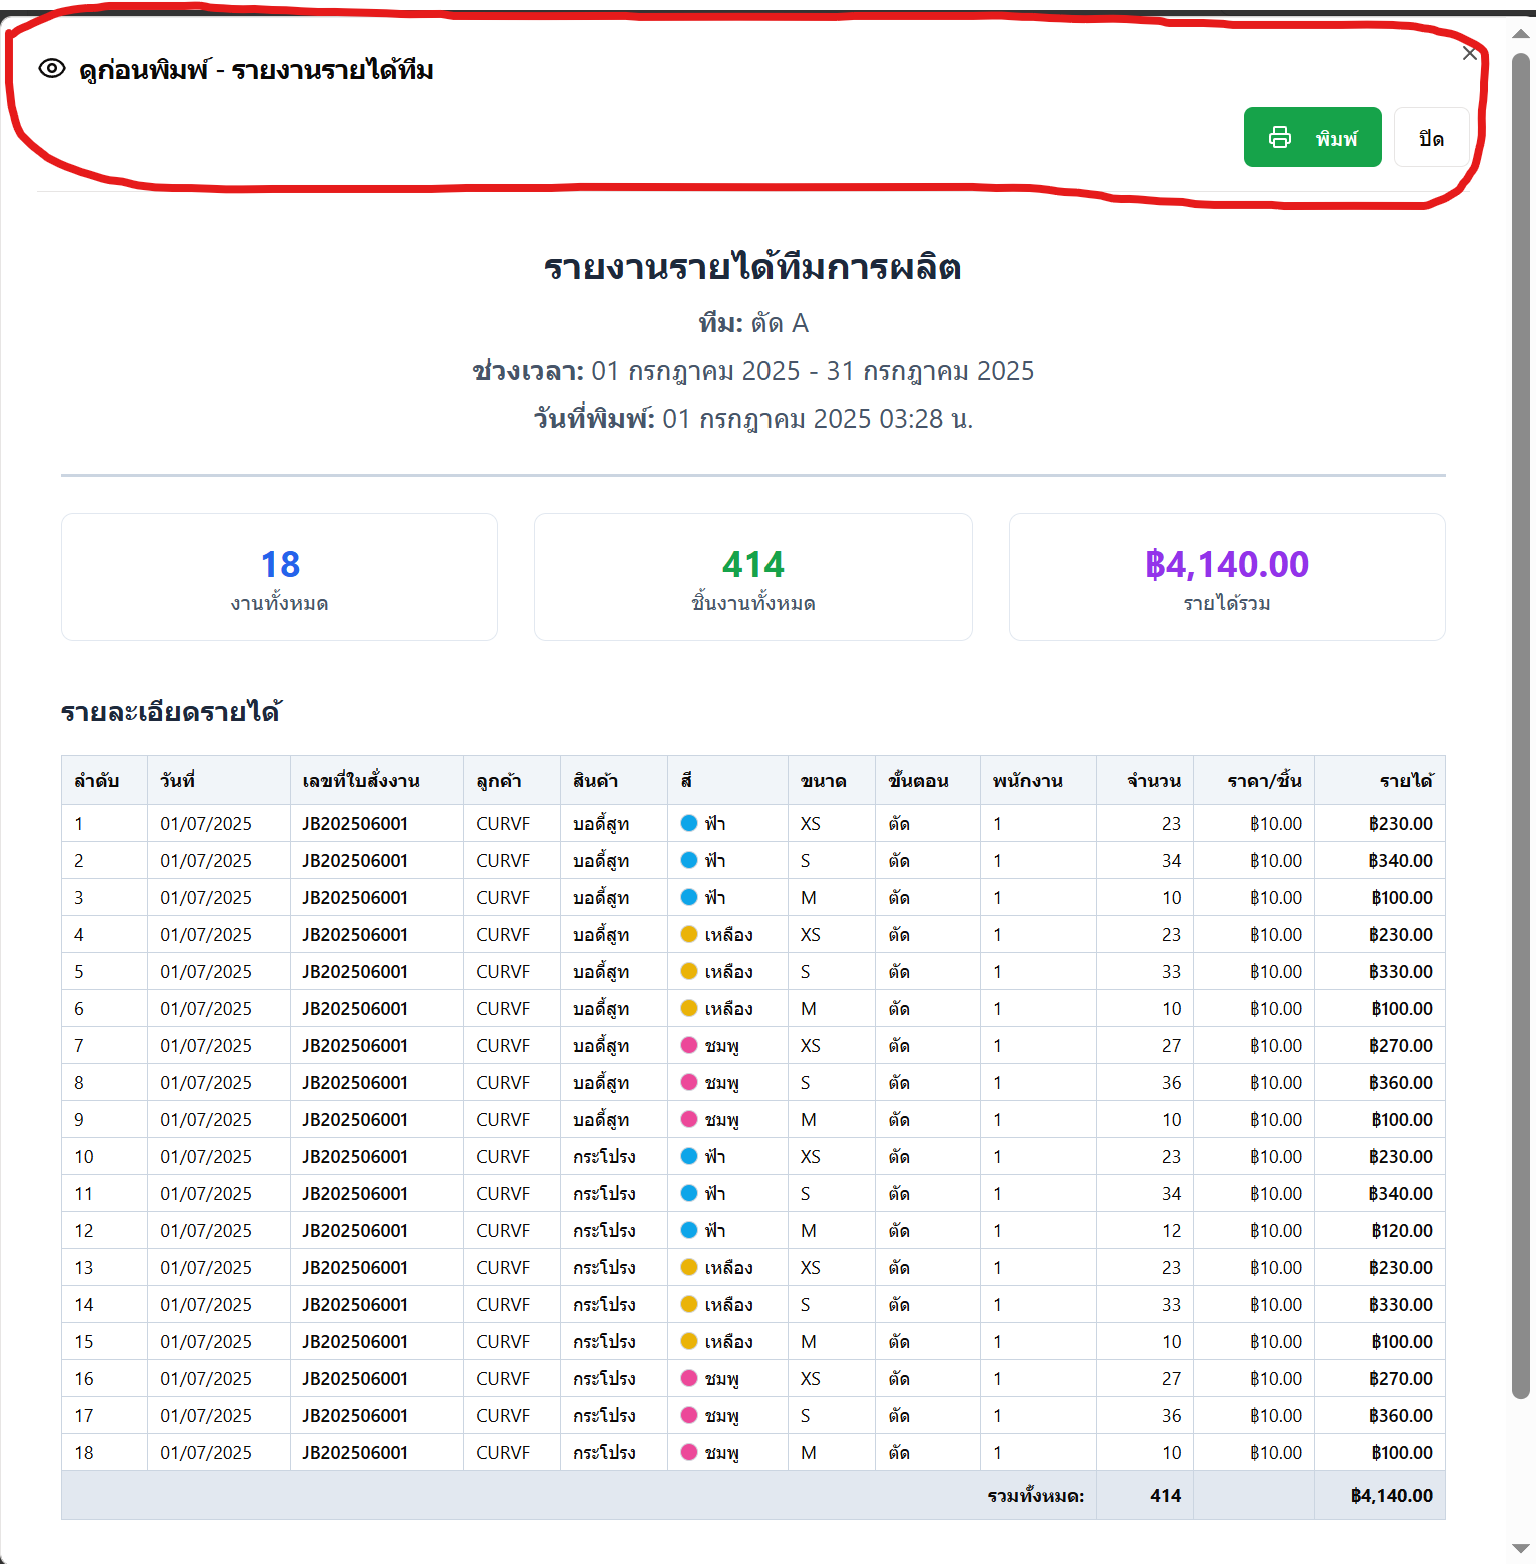 ดูก่อนพิมพ์ - รายงานรายได้ทีม
พิมพ์ ปิด
รายงานรายได้ทีมการผลิต
ทีม: ตัด A
ช่วงเวลา: 01 กรกฎาคม 2025 - 31 กรกฎาคม 2025
วันที่พิมพ์: 01 กรกฎาคม 2025 03:28 น.
18 414 ฿4,140.00
งานทั้งหมด ชิ้นงานทั้งหมด รายได้รวม
รายละเอียดรายได้
ลำดับ วันที่ เลขที่ใบสั่งงาน ลูกค้า สินค้า สี ขนาด ขั้นตอน พนักงาน จำนวน ราคา/ชิ้น รายได้
1 01/07/2025 JB202506001 CURVF บอดี้สูท ฟ้า XS ตัด 1 23 ฿10.00 ฿230.00
2 01/07/2025 JB202506001 CURVF บอดี้สูท ฟ้า S ตัด 1 34 ฿10.00 ฿340.00
3 01/07/2025 JB202506001 CURVF บอดี้สูท ฟ้า M ตัด 1 10 ฿10.00 ฿100.00
4 01/07/2025 JB202506001 CURVF บอดี้สูท เหลือง XS ตัด 1 23 ฿10.00 ฿230.00
5 01/07/2025 JB202506001 CURVF บอดี้สูท เหลือง S ตัด 1 33 ฿10.00 ฿330.00
6 01/07/2025 JB202506001 CURVF บอดี้สูท เหลือง M ตัด 1 10 ฿10.00 ฿100.00
7 01/07/2025 JB202506001 CURVF บอดี้สูท ชมพู XS ตัด 1 27 ฿10.00 ฿270.00
8 01/07/2025 JB202506001 CURVF บอดี้สูท ชมพู S ตัด 1 36 ฿10.00 ฿360.00
9 01/07/2025 JB202506001 CURVF บอดี้สูท ชมพู M ตัด 1 10 ฿10.00 ฿100.00
10 01/07/2025 JB202506001 CURVF กระโปรง ฟ้า XS ตัด 1 23 ฿10.00 ฿230.00
11 01/07/2025 JB202506001 CURVF กระโปรง ฟ้า S ตัด 1 34 ฿10.00 ฿340.00
12 01/07/2025 JB202506001 CURVF กระโปรง ฟ้า M ตัด 1 12 ฿10.00 ฿120.00
13 01/07/2025 JB202506001 CURVF กระโปรง เหลือง XS ตัด 1 23 ฿10.00 ฿230.00
14 01/07/2025 JB202506001 CURVF กระโปรง เหลือง S ตัด 1 33 ฿10.00 ฿330.00
15 01/07/2025 JB202506001 CURVF กระโปรง เหลือง M ตัด 1 10 ฿10.00 ฿100.00
16 01/07/2025 JB202506001 CURVF กระโปรง ชมพู XS ตัด 1 27 ฿10.00 ฿270.00
17 01/07/2025 JB202506001 CURVF กระโปรง ชมพู S ตัด 1 36 ฿10.00 ฿360.00
18 01/07/2025 JB202506001 CURVF กระโปรง ชมพู M ตัด 1 10 ฿10.00 ฿100.00
รวมทั้งหมด: 414 ฿4,140.00